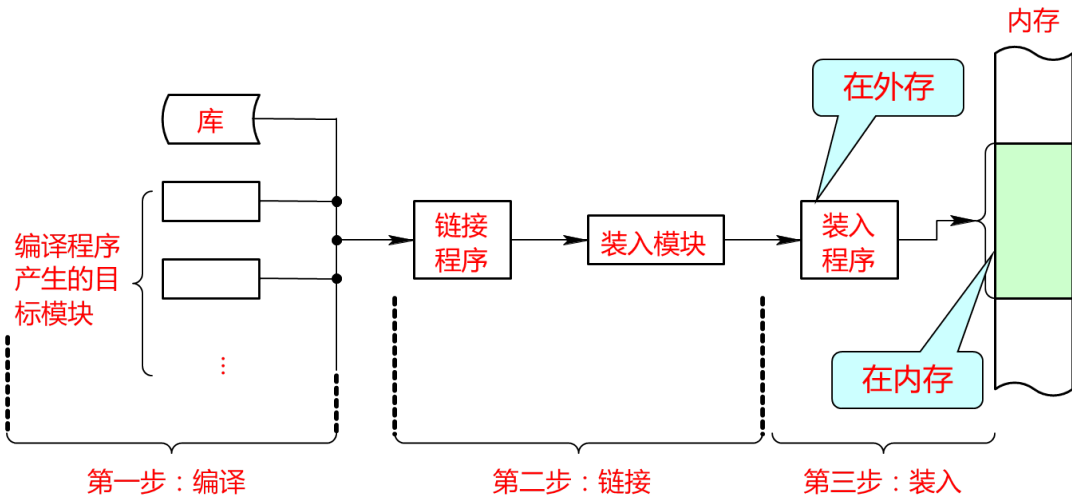 内存
在外存
库
编译程序
产生的目
标模块
⋮
链接
程序
装入模块
装入
程序
在内存
第一步：编译
第二步：链接
第三步：装入